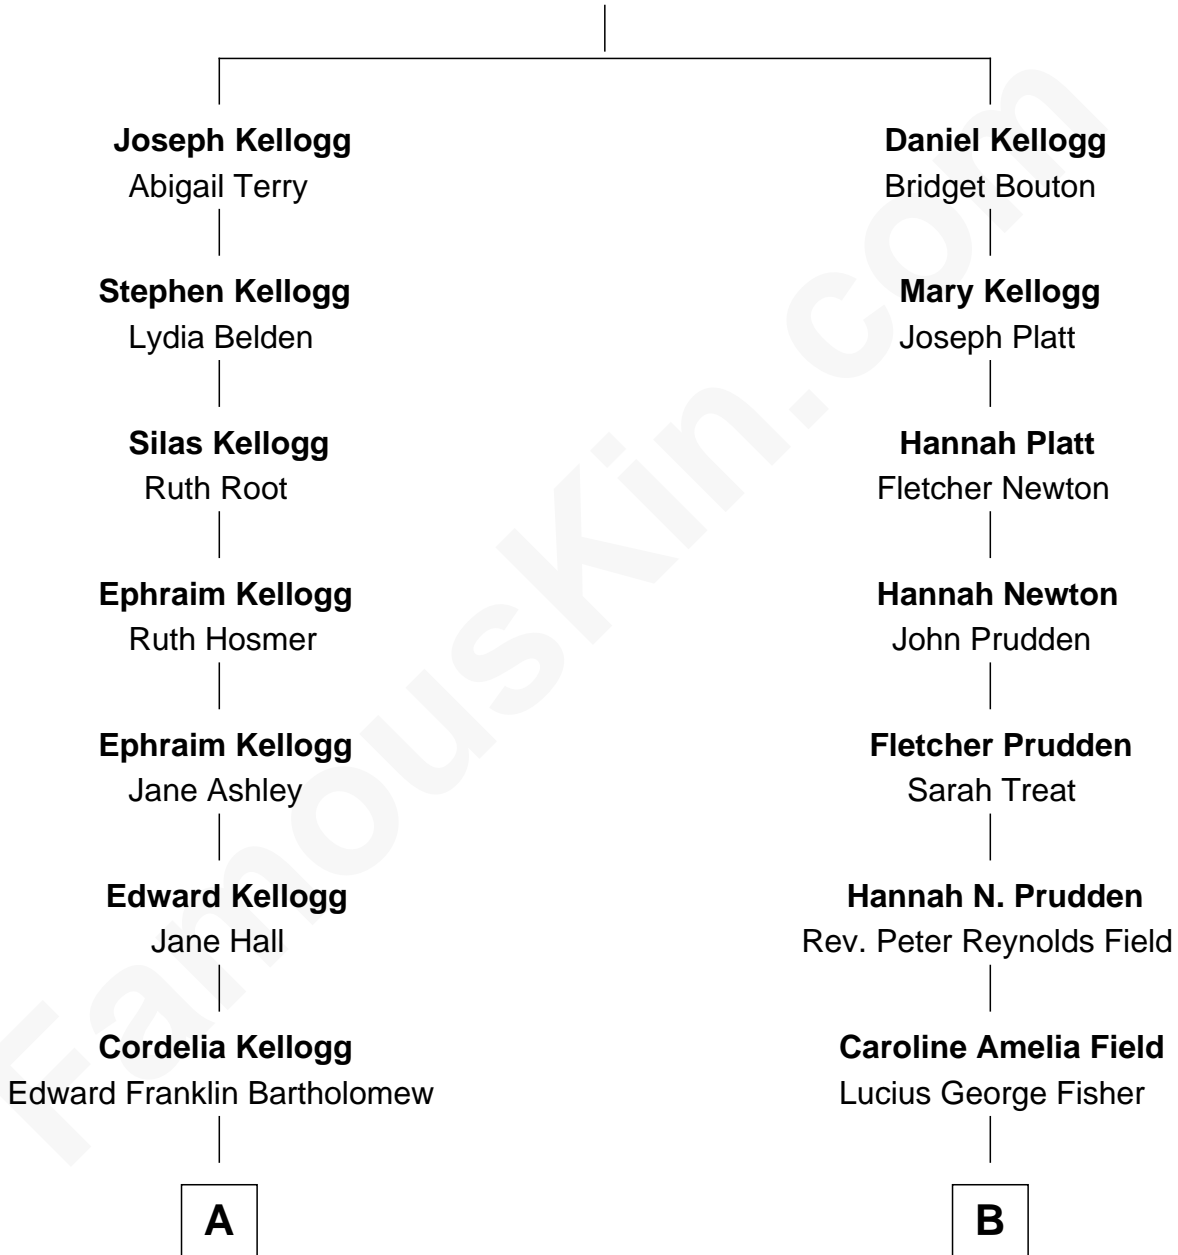 Joseph Kellogg
Abigail Terry
Stephen Kellogg
Lydia Belden
Silas Kellogg
Ruth Root
Ephraim Kellogg
Ruth Hosmer
Ephraim Kellogg
Jane Ashley
Edward Kellogg
Jane Hall
Cordelia Kellogg
Edward Franklin Bartholomew
A
Daniel Kellogg
Bridget Bouton
Mary Kellogg
Joseph Platt
Hannah Platt
Fletcher Newton
Hannah Newton
John Prudden
Fletcher Prudden
Sarah Treat
Hannah N. Prudden
Rev. Peter Reynolds Field
Caroline Amelia Field
Lucius George Fisher
B
FamousKin.com